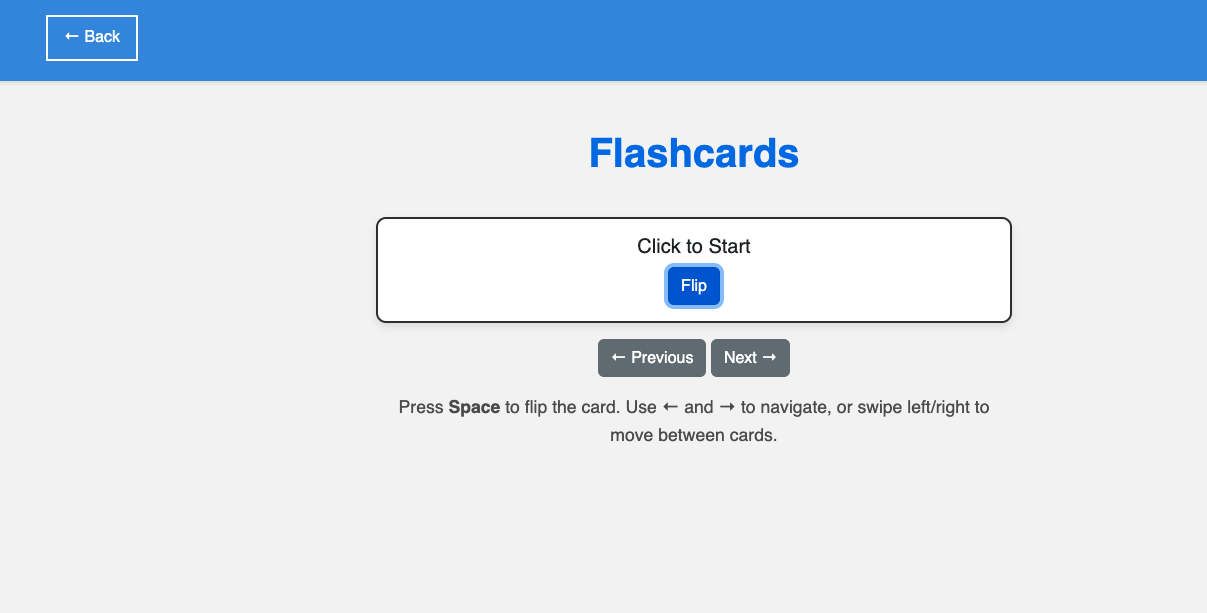 ← Back
Flashcards
Click to Start
Flip
← Previous
Next →
Press Space to flip the card. Use ← and → to navigate, or swipe left/right to
move between cards.